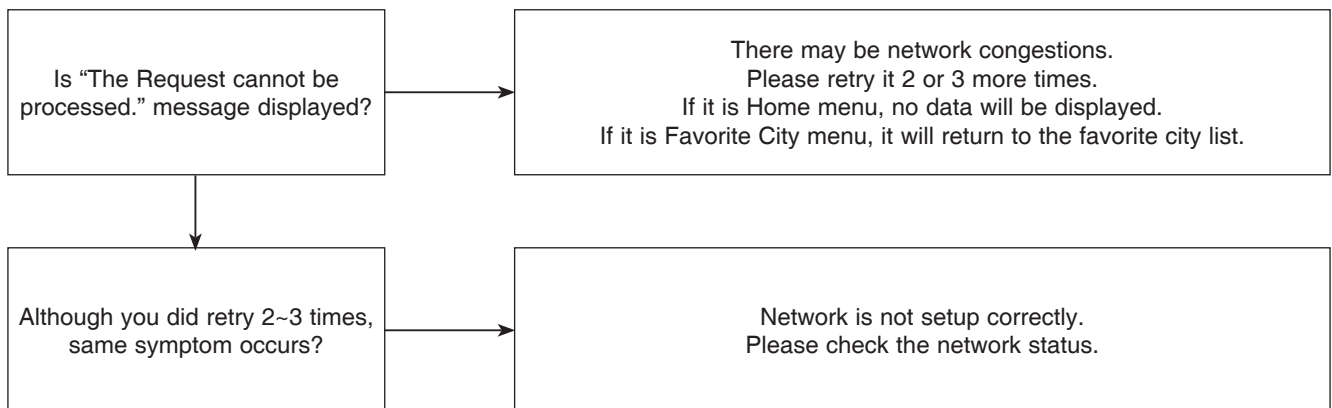 Is “The Request cannot be
processed.” message displayed?
There may be network congestions.
Please retry it 2 or 3 more times.
If it is Home menu, no data will be displayed.
If it is Favorite City menu, it will return to the favorite city list.
Although you did retry 2~3 times,
same symptom occurs?
Network is not setup correctly.
Please check the network status.